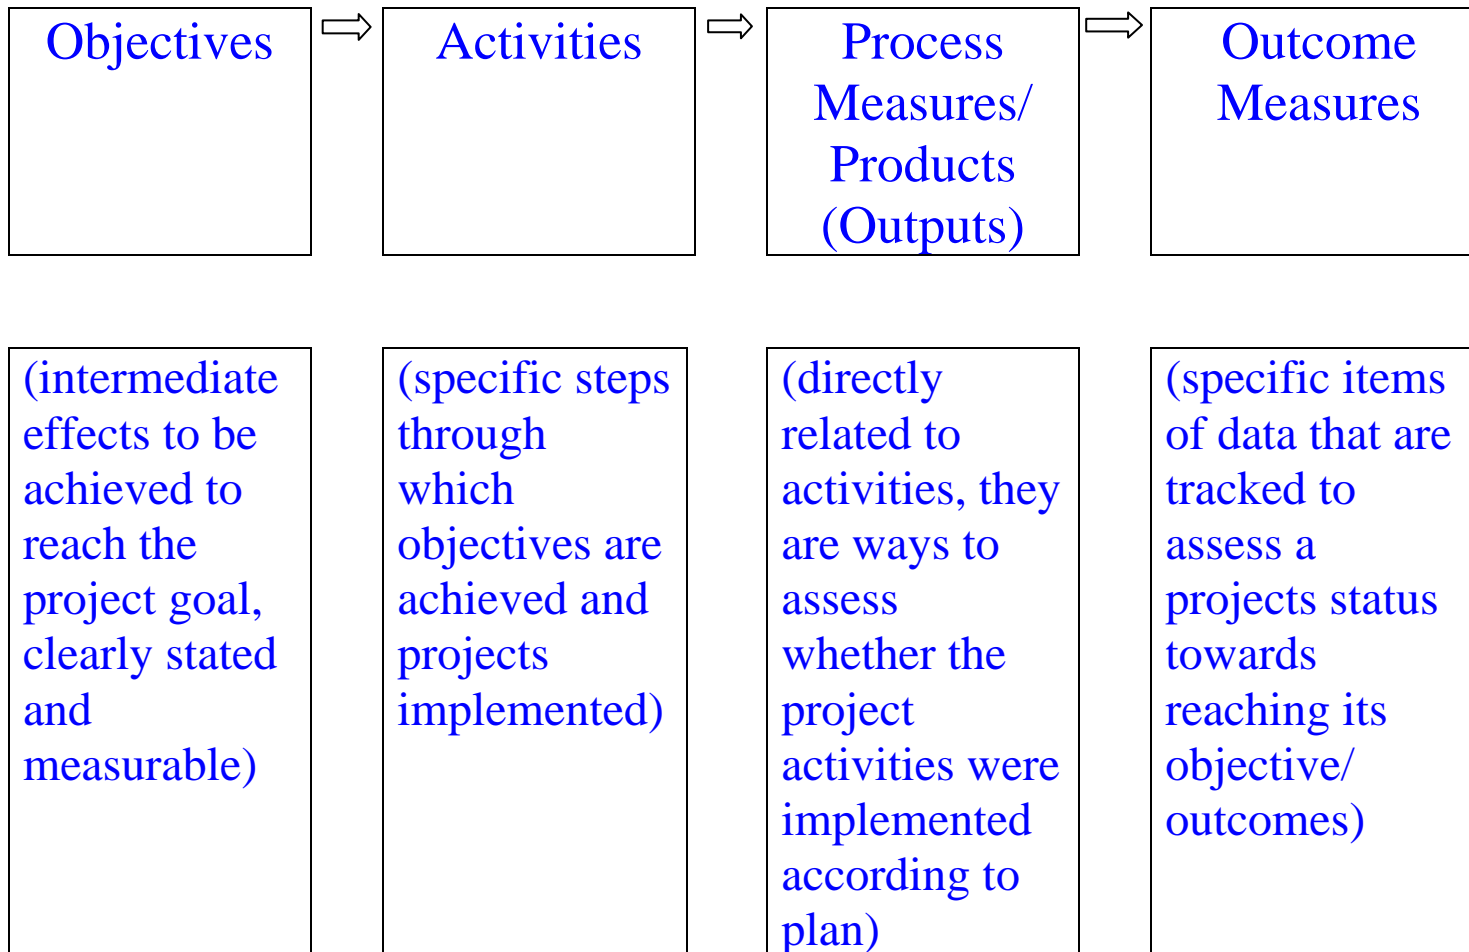 Objectives
Activities
Process
Measures/
Products
(Outputs)
Outcome
Measures
(intermediate
effects to be
achieved to
reach the
project goal,
clearly stated
and
measurable)
(specific steps
through
which
objectives are
achieved and
projects
implemented)
(directly
related to
activities, they
are ways to
assess
whether the
project
activities were
implemented
according to
plan)
(specific items
of data that are
tracked to
assess a
projects status
towards
reaching its
objective/
outcomes)